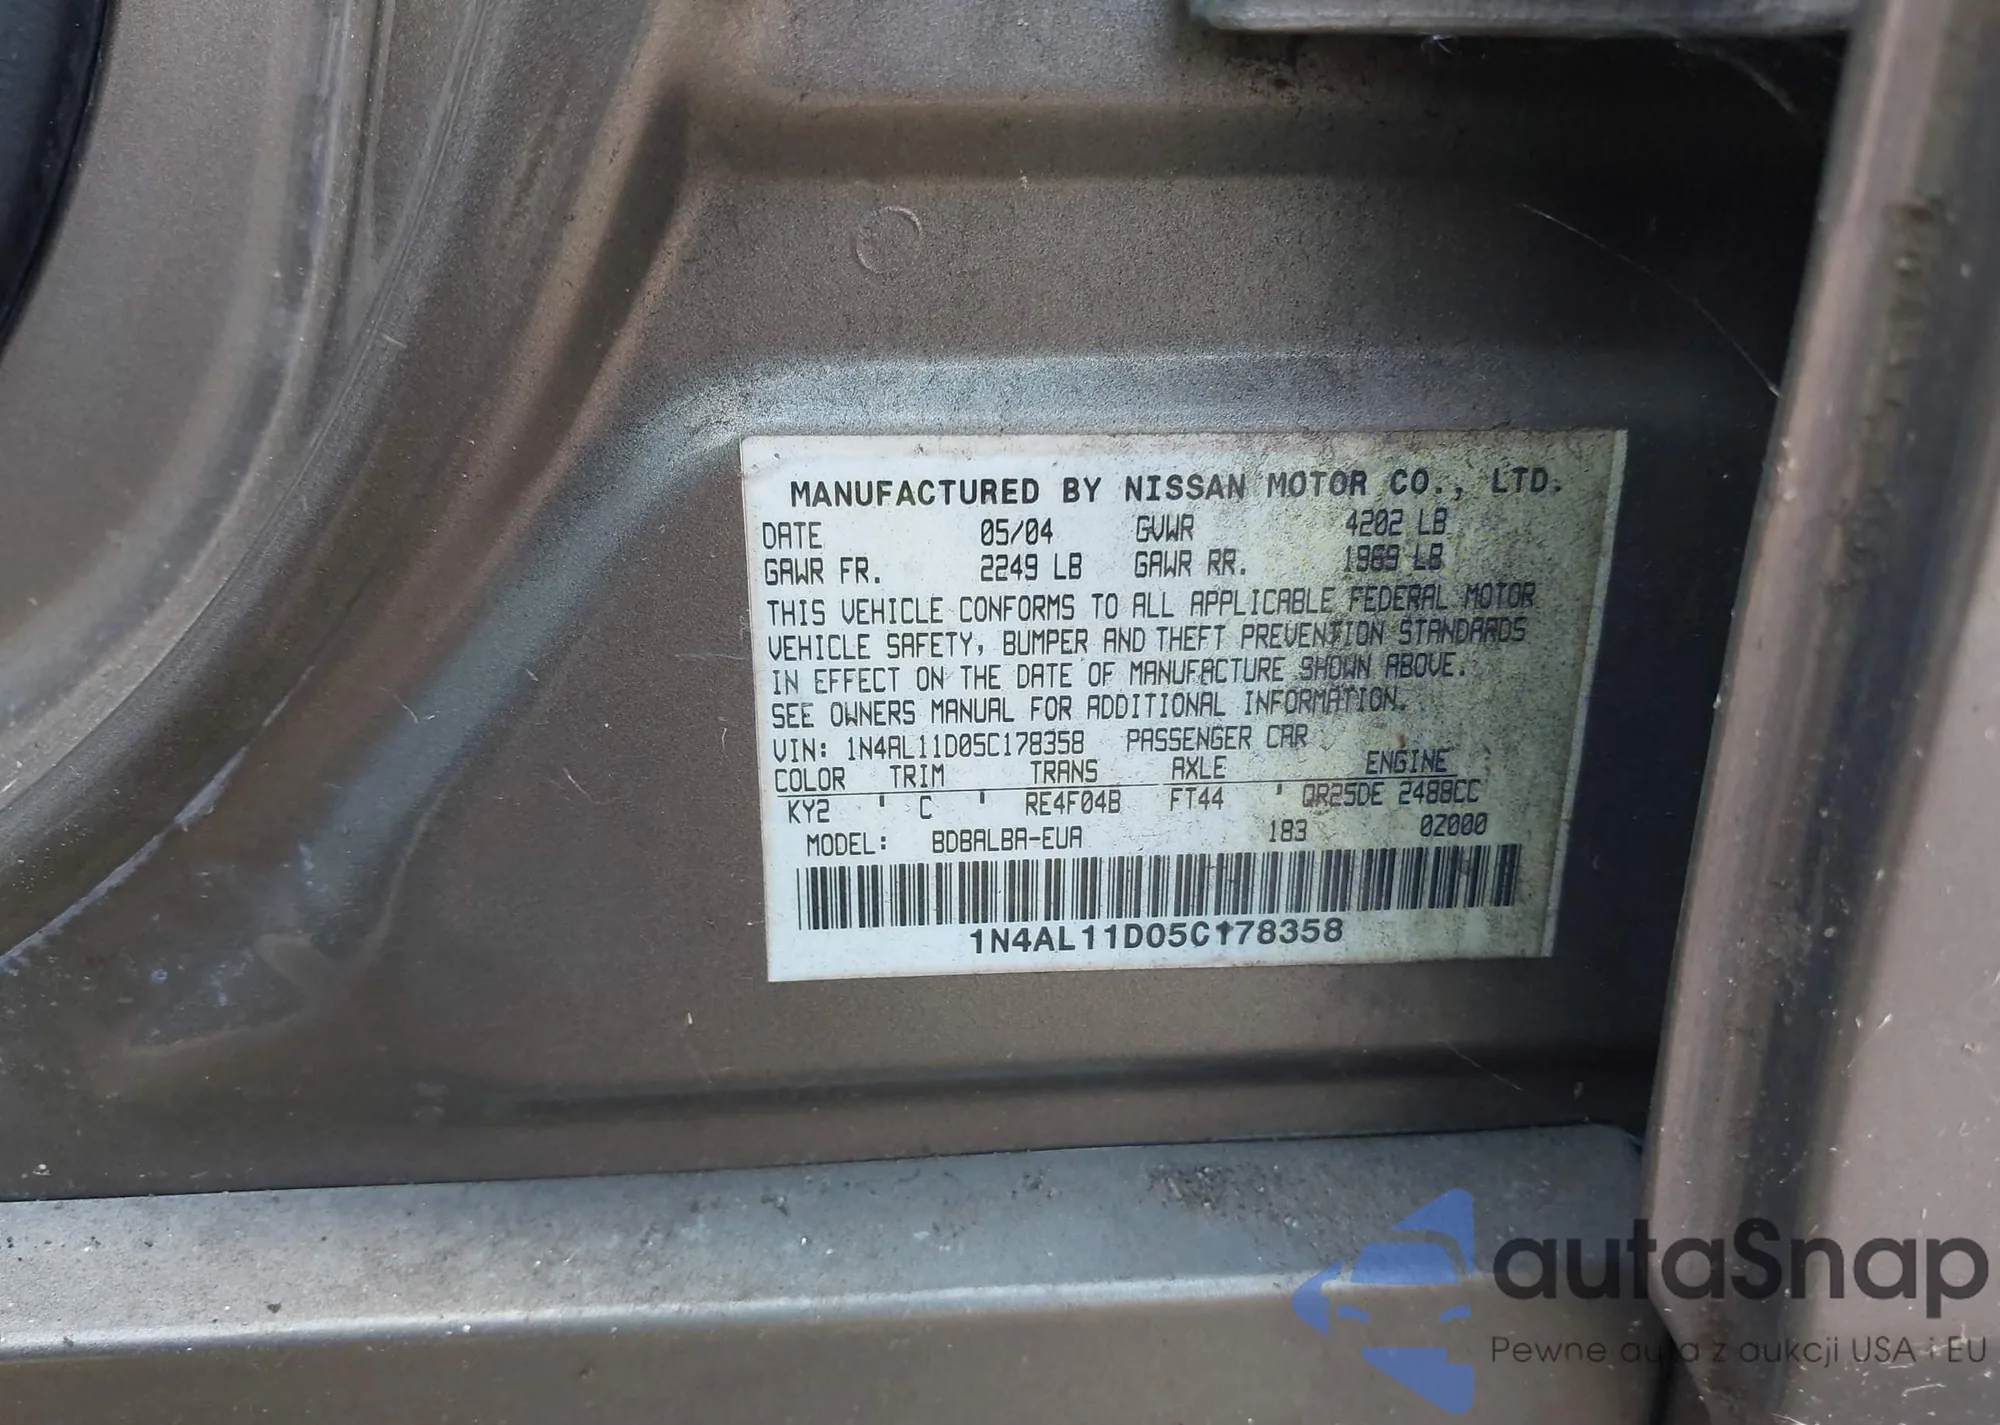 MANUFACTURED BY NISSAN MOTOR CO., LTD.
DATE 05/04 GVWR 4202 LB
GAWR FR. 2249 LB GAWR RR. 1989 LB
THIS VEHICLE CONFORMS TO ALL APPLICABLE FEDERAL MOTOR
VEHICLE SAFETY, BUMPER AND THEFT PREVENTION STANDARDS
IN EFFECT ON THE DATE OF MANUFACTURE SHOWN ABOVE.
SEE OWNERS MANUAL FOR ADDITIONAL INFORMATION.
VIN: 1N4AL11D05C178358 PASSENGER CAR
COLOR TRIM TRANS AXLE ENGINE
KY2 ' C ' RE4F04B FT44 ' QR25DE 2488CC
MODEL: BDBALBA-EUA 183 0Z000
1N4AL11D05C178358
autaSnap
Pewne auta z aukcji USA i EU